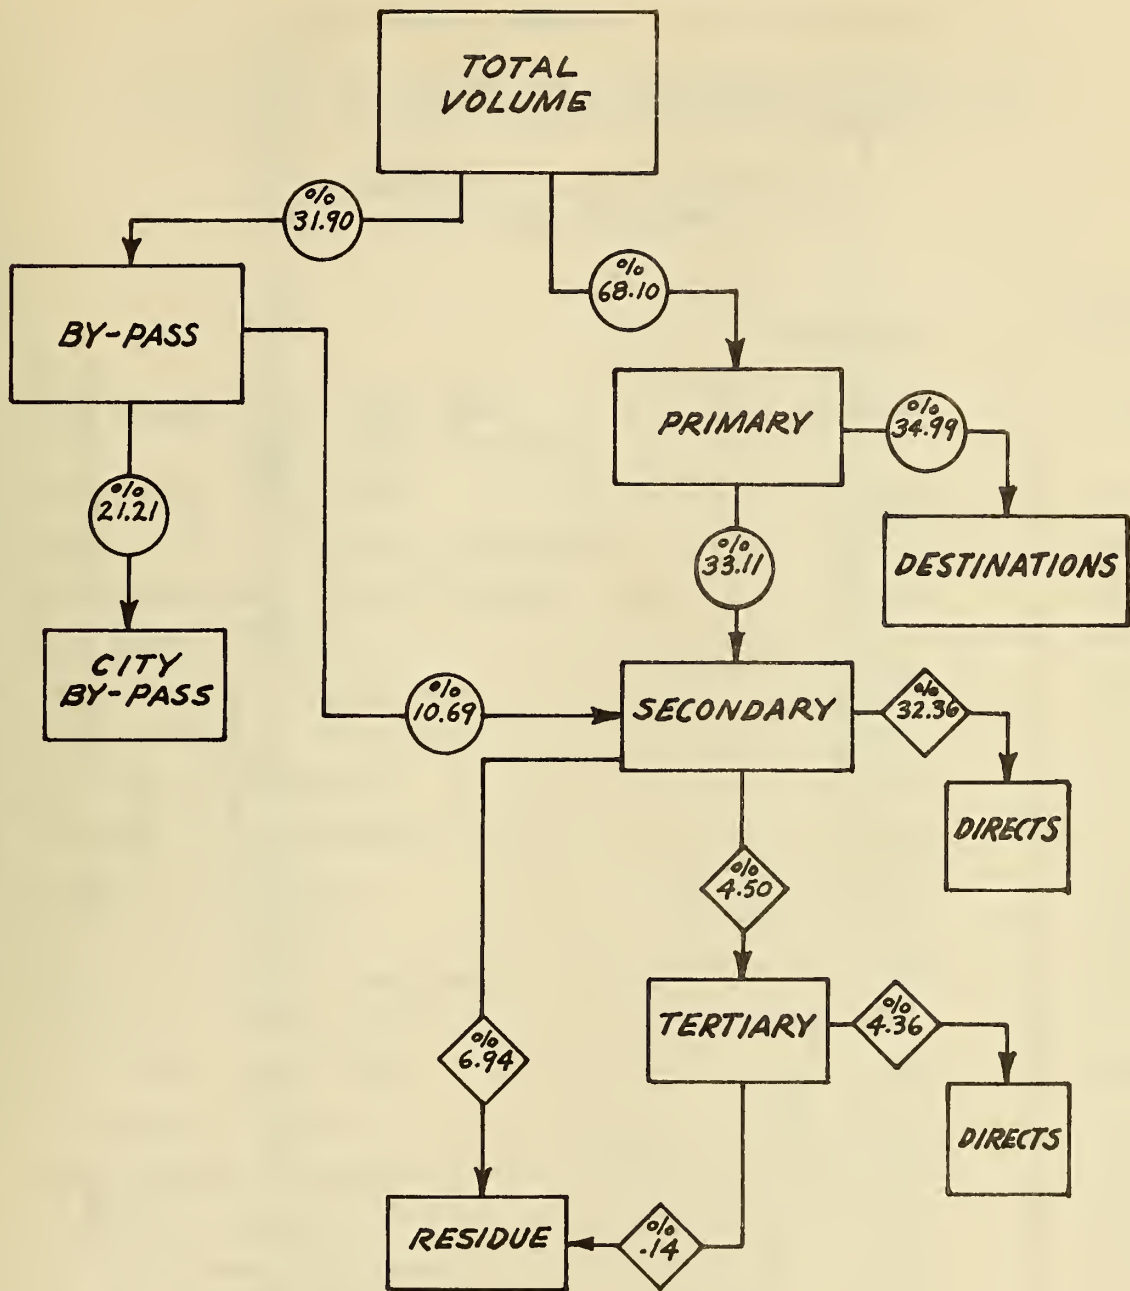 TOTAL
VOLUME
%
31.90
%
68.10
BY-PASS
PRIMARY
%
34.99
%
21.21
%
33.11
DESTINATIONS
CITY
BY-PASS
%
10.69
SECONDARY
%
32.36
DIRECTS
%
4.50
TERTIARY
%
4.36
%
6.94
DIRECTS
RESIDUE
%
.14